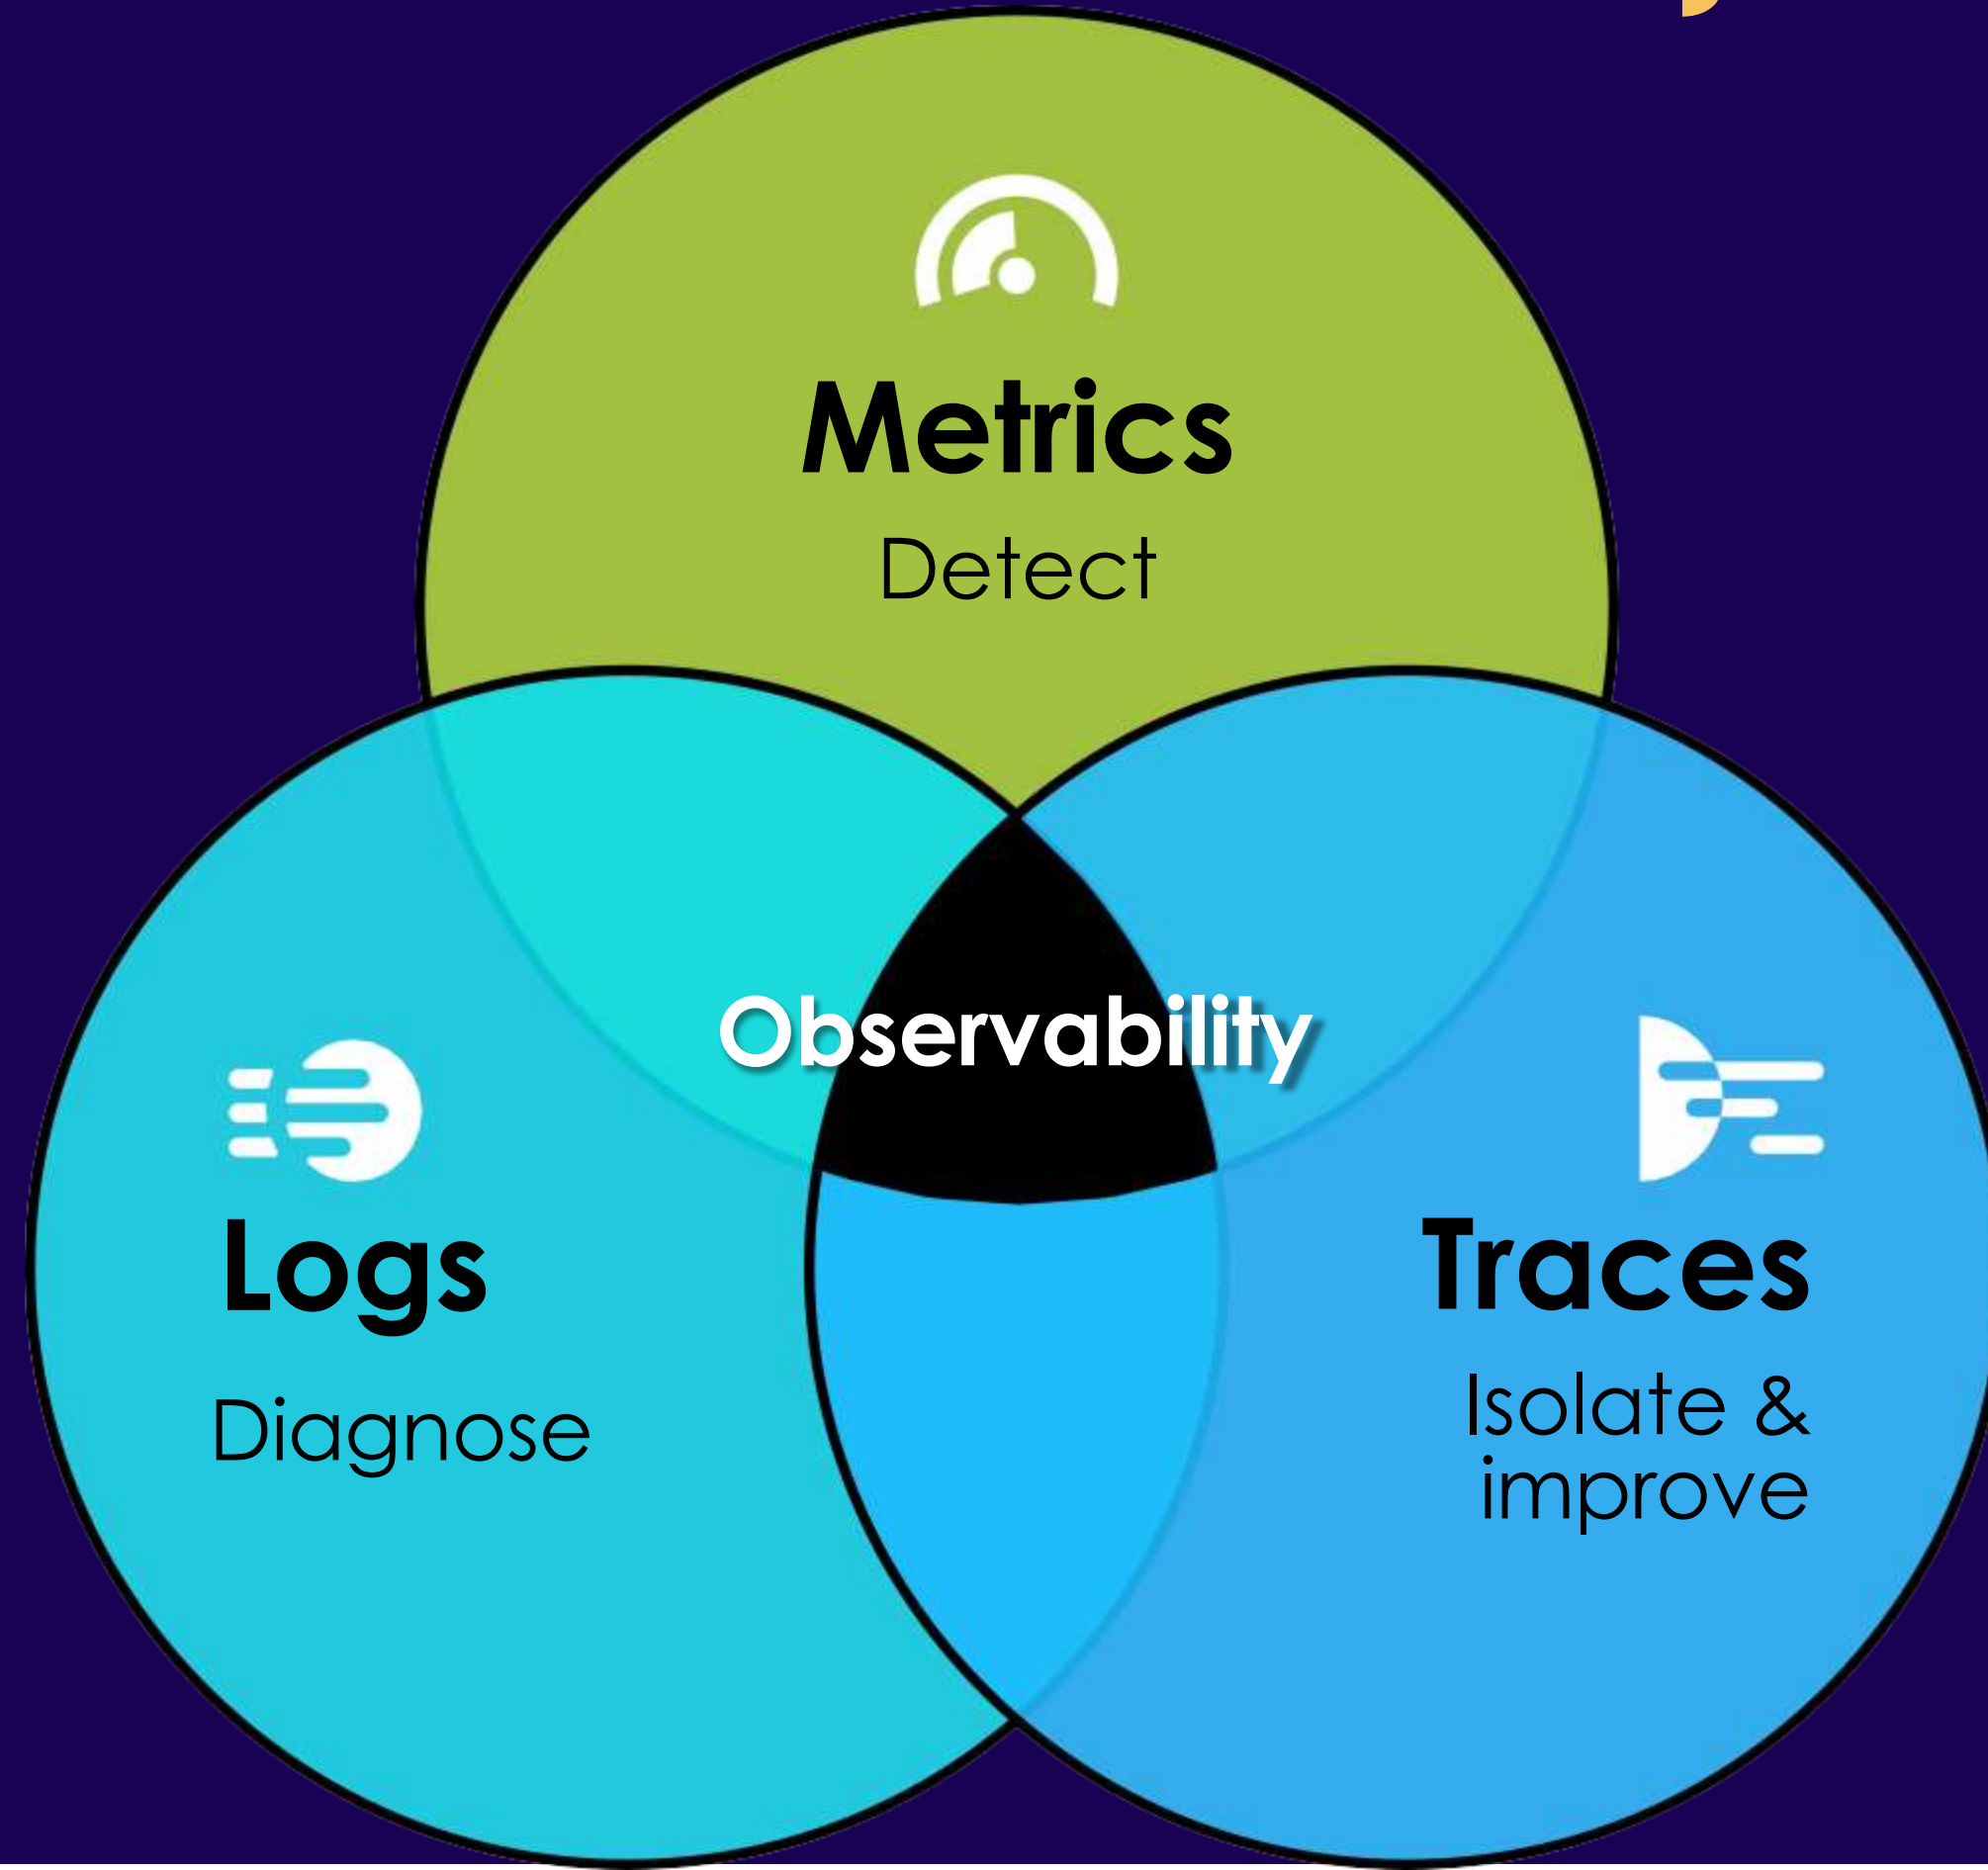 Metrics
Detect
Observability
Logs
Diagnose
Traces
Isolate &
improve